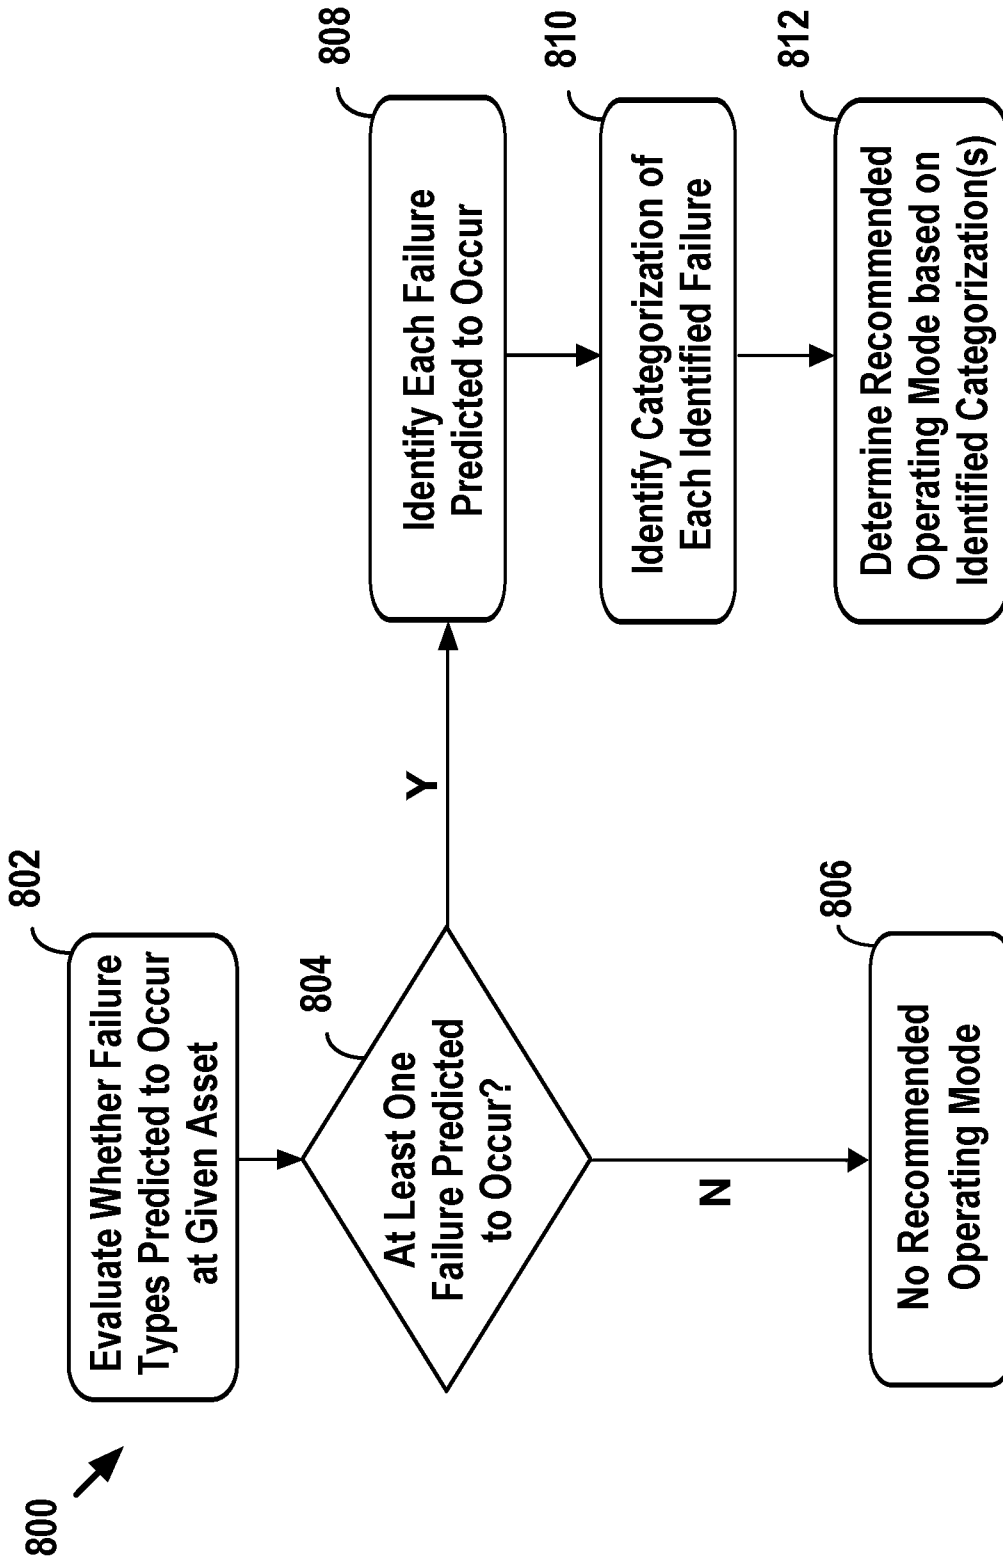 800
802
Evaluate Whether Failure
Types Predicted to Occur
at Given Asset
804
At Least One
Failure Predicted
to Occur?
Y
N
806
No Recommended
Operating Mode
808
Identify Each Failure
Predicted to Occur
810
Identify Categorization of
Each Identified Failure
812
Determine Recommended
Operating Mode based on
Identified Categorization(s)